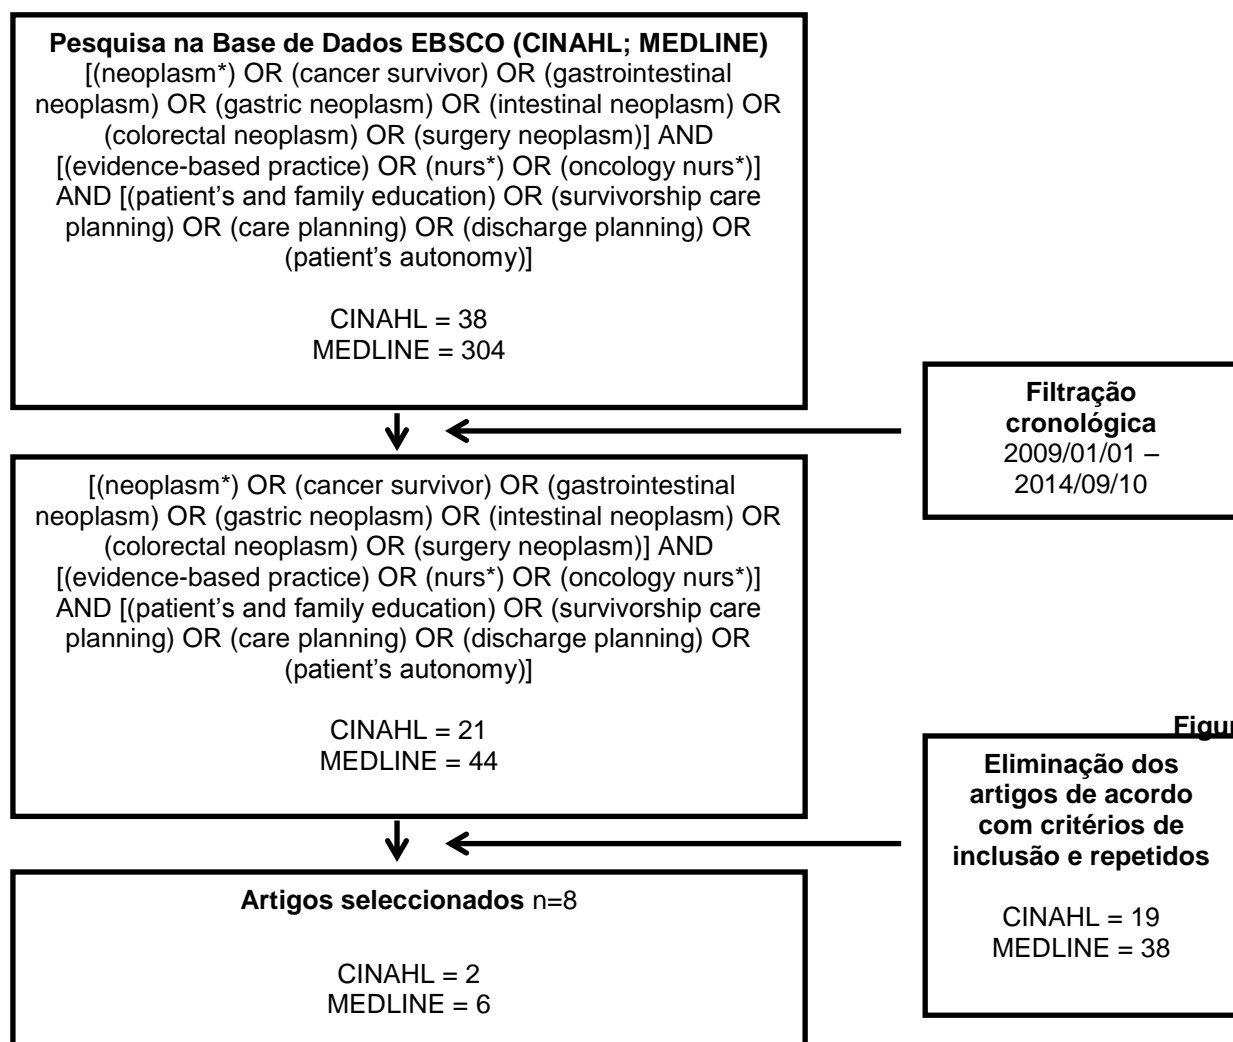 Pesquisa na Base de Dados EBSCO (CINAHL; MEDLINE)
[(neoplasm*) OR (cancer survivor) OR (gastrointestinal
neoplasm) OR (gastric neoplasm) OR (intestinal neoplasm) OR
(colorectal neoplasm) OR (surgery neoplasm)] AND
[(evidence-based practice) OR (nurs*) OR (oncology nurs*)]
AND [(patient’s and family education) OR (survivorship care
planning) OR (care planning) OR (discharge planning) OR
(patient’s autonomy)]
CINAHL = 38
MEDLINE = 304
Filtração
cronológica
2009/01/01 –
2014/09/10
[(neoplasm*) OR (cancer survivor) OR (gastrointestinal
neoplasm) OR (gastric neoplasm) OR (intestinal neoplasm) OR
(colorectal neoplasm) OR (surgery neoplasm)] AND
[(evidence-based practice) OR (nurs*) OR (oncology nurs*)]
AND [(patient’s and family education) OR (survivorship care
planning) OR (care planning) OR (discharge planning) OR
(patient’s autonomy)]
CINAHL = 21
MEDLINE = 44
Figur
Eliminação dos
artigos de acordo
com critérios de
inclusão e repetidos
CINAHL = 19
MEDLINE = 38
Artigos seleccionados n=8
CINAHL = 2
MEDLINE = 6